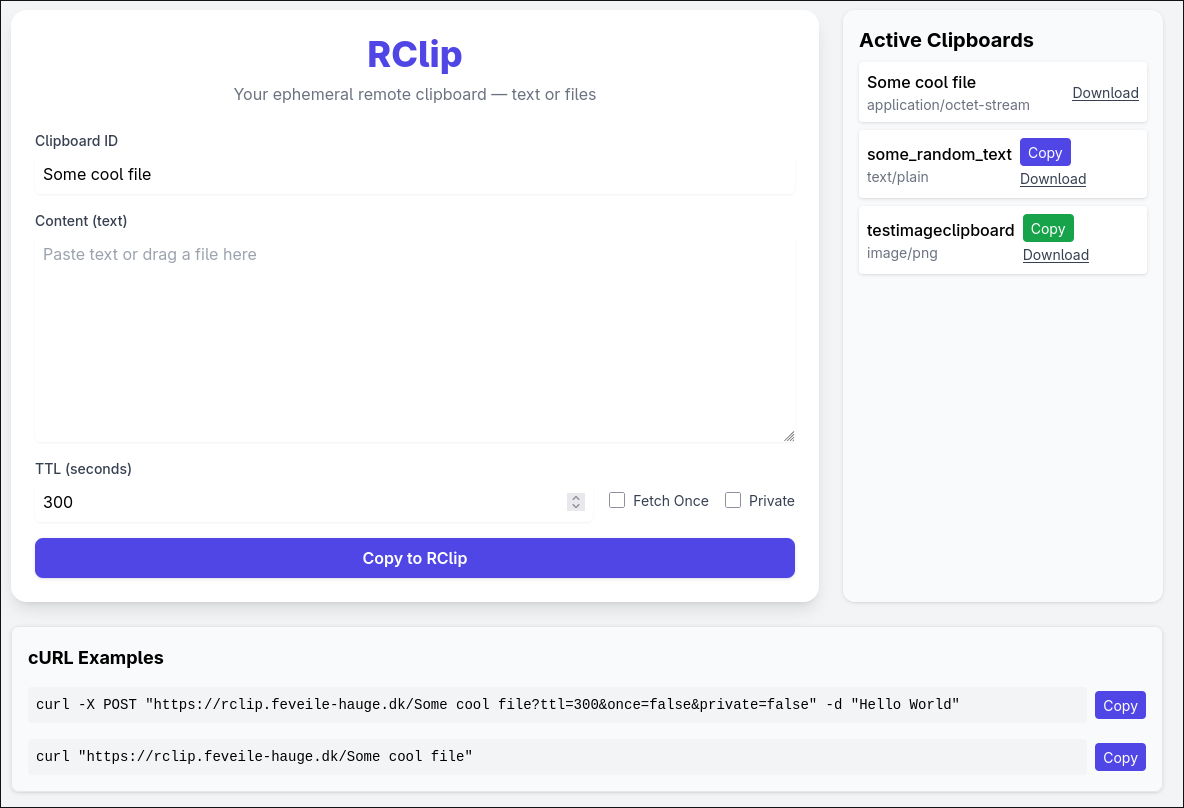 RClip
Your ephemeral remote clipboard — text or files
Clipboard ID
Some cool file
Content (text)
Paste text or drag a file here
TTL (seconds)
300
Fetch Once
Private
Copy to RClip
Active Clipboards
Some cool file
application/octet-stream
Download
some_random_text
Copy
text/plain
Download
testimageclipboard
Copy
image/png
Download
cURL Examples
curl -X POST "https://rclip.feveile-hauge.dk/Some cool file?ttl=300&once=false&private=false" -d "Hello World"
Copy
curl "https://rclip.feveile-hauge.dk/Some cool file"
Copy